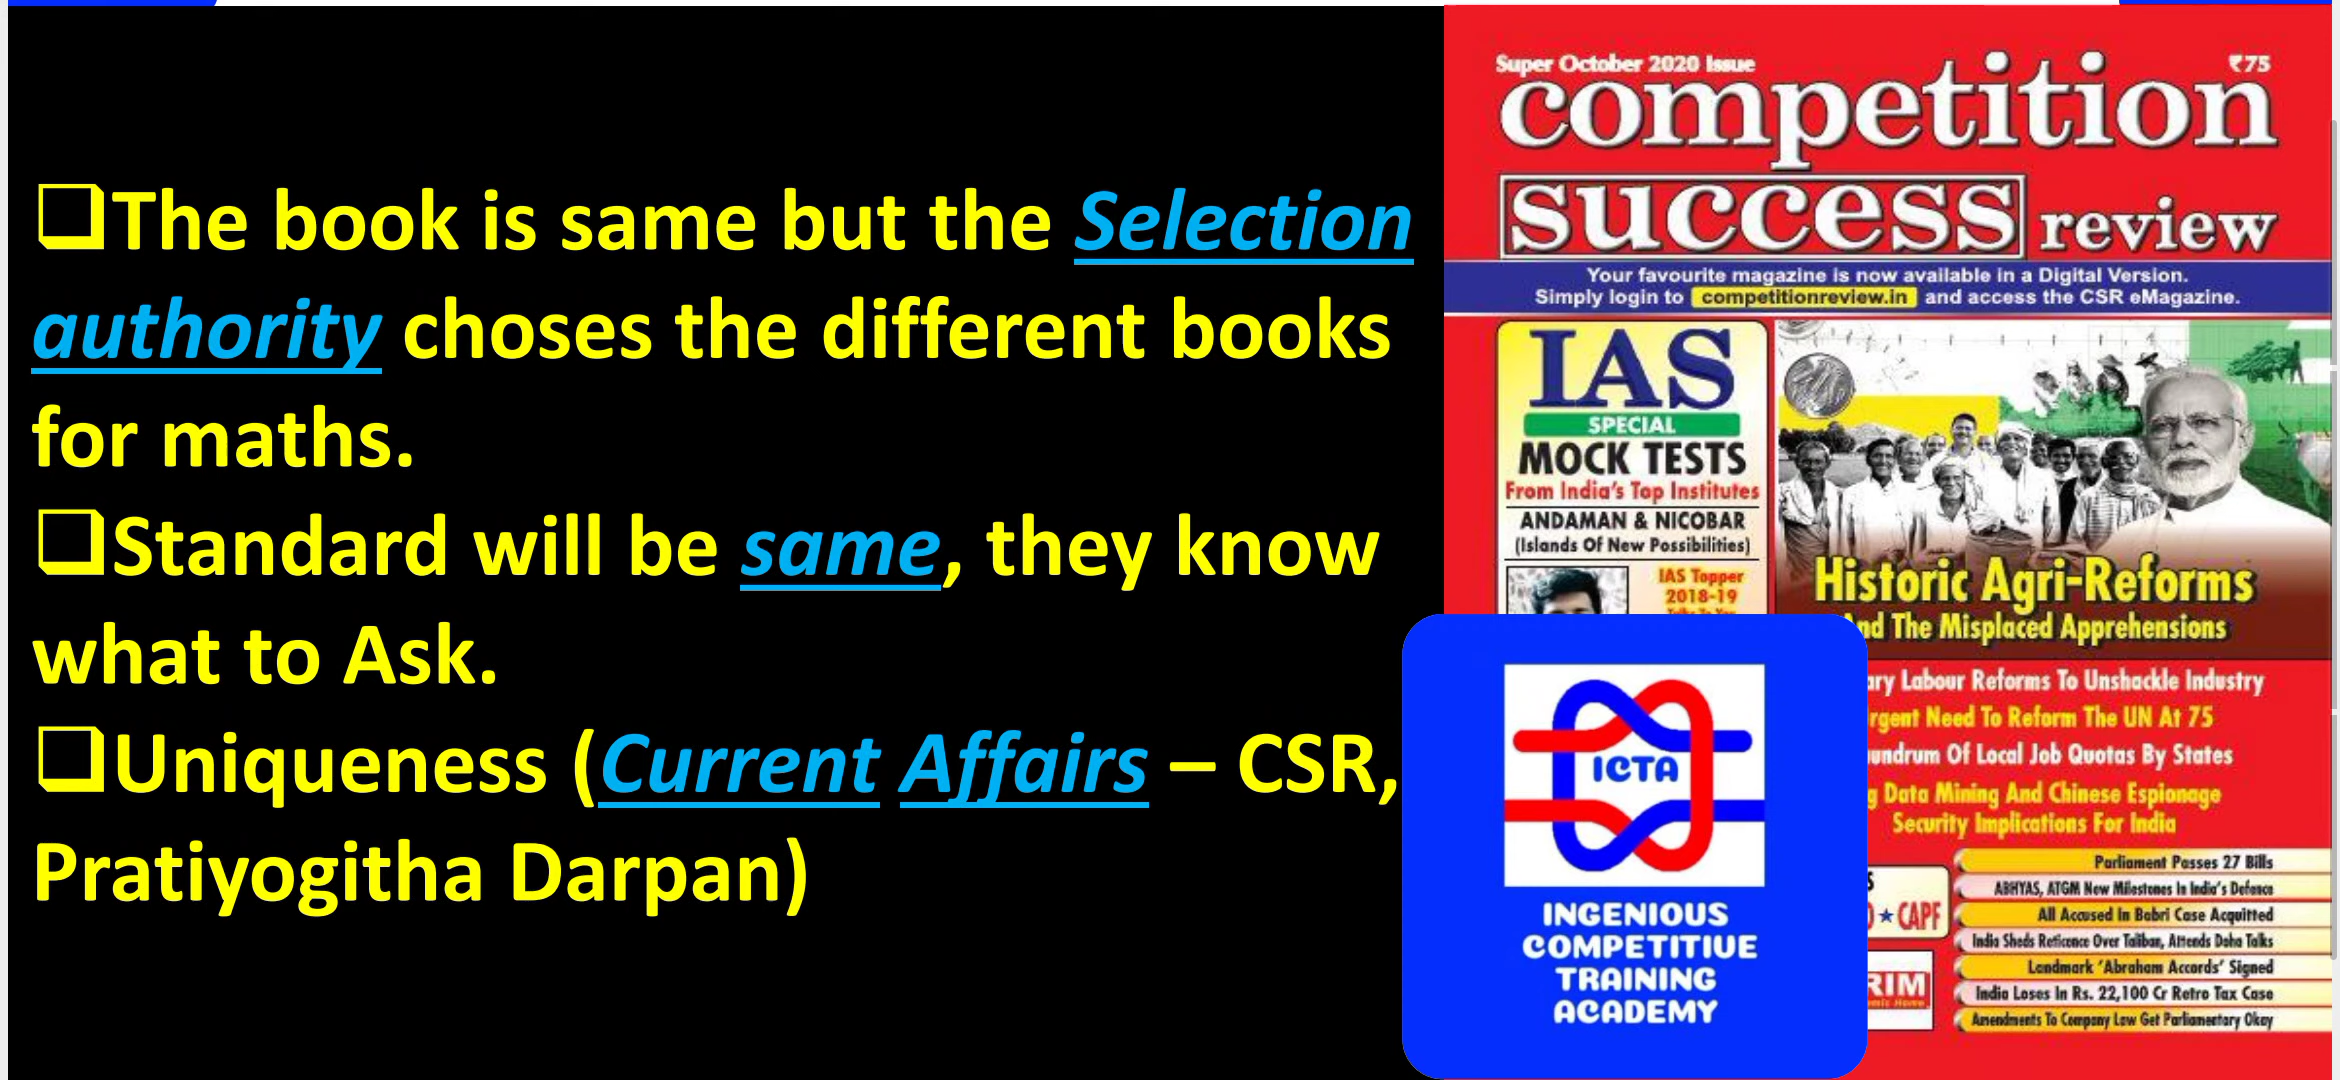 ❑The book is same but the Selection
authority choses the different books
for maths.
❑Standard will be same, they know
what to Ask.
❑Uniqueness (Current Affairs – CSR,
Pratiyogitha Darpan)
Super October 2020 Issue
₹75
competition
success review
Your favourite magazine is now available in a Digital Version.
Simply login to competitionreview.in and access the CSR eMagazine.
IAS
SPECIAL
MOCK TESTS
From India's Top Institutes
ANDAMAN & NICOBAR
(Islands Of New Possibilities)
IAS Topper
2018-19
Historic Agri-Reforms
And The Misplaced Apprehensions
Labour Reforms To Unshackle Industry
Need To Reform The UN At 75
Of Local Job Quotas By States
Data Mining And Chinese Espionage
Security Implications For India
Parliament Passes 27 Bills
ABHYAS, ATGM New Milestones In India's Defence
★ CAPF
All Accused In Babri Case Acquitted
India Sheds Reticence Over Taliban, Attends Doha Talks
Landmark 'Abraham Accords' Signed
India Loses In Rs. 22,100 Cr Retro Tax Case
Amendments To Company Law Get Parliamentary Okay
ICTA
INGENIOUS
COMPETITIVE
TRAINING
ACADEMY